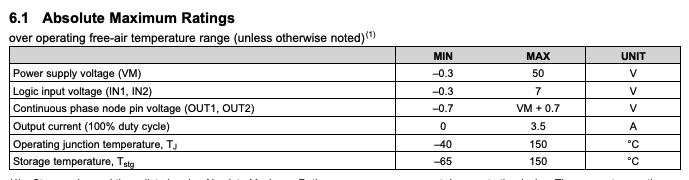 6.1 Absolute Maximum Ratings
over operating free-air temperature range (unless otherwise noted)(1)
MIN MAX UNIT
Power supply voltage (VM) –0.3 50 V
Logic input voltage (IN1, IN2) –0.3 7 V
Continuous phase node pin voltage (OUT1, OUT2) –0.7 VM + 0.7 V
Output current (100% duty cycle) 0 3.5 A
Operating junction temperature, TJ –40 150 °C
Storage temperature, Tstg –65 150 °C